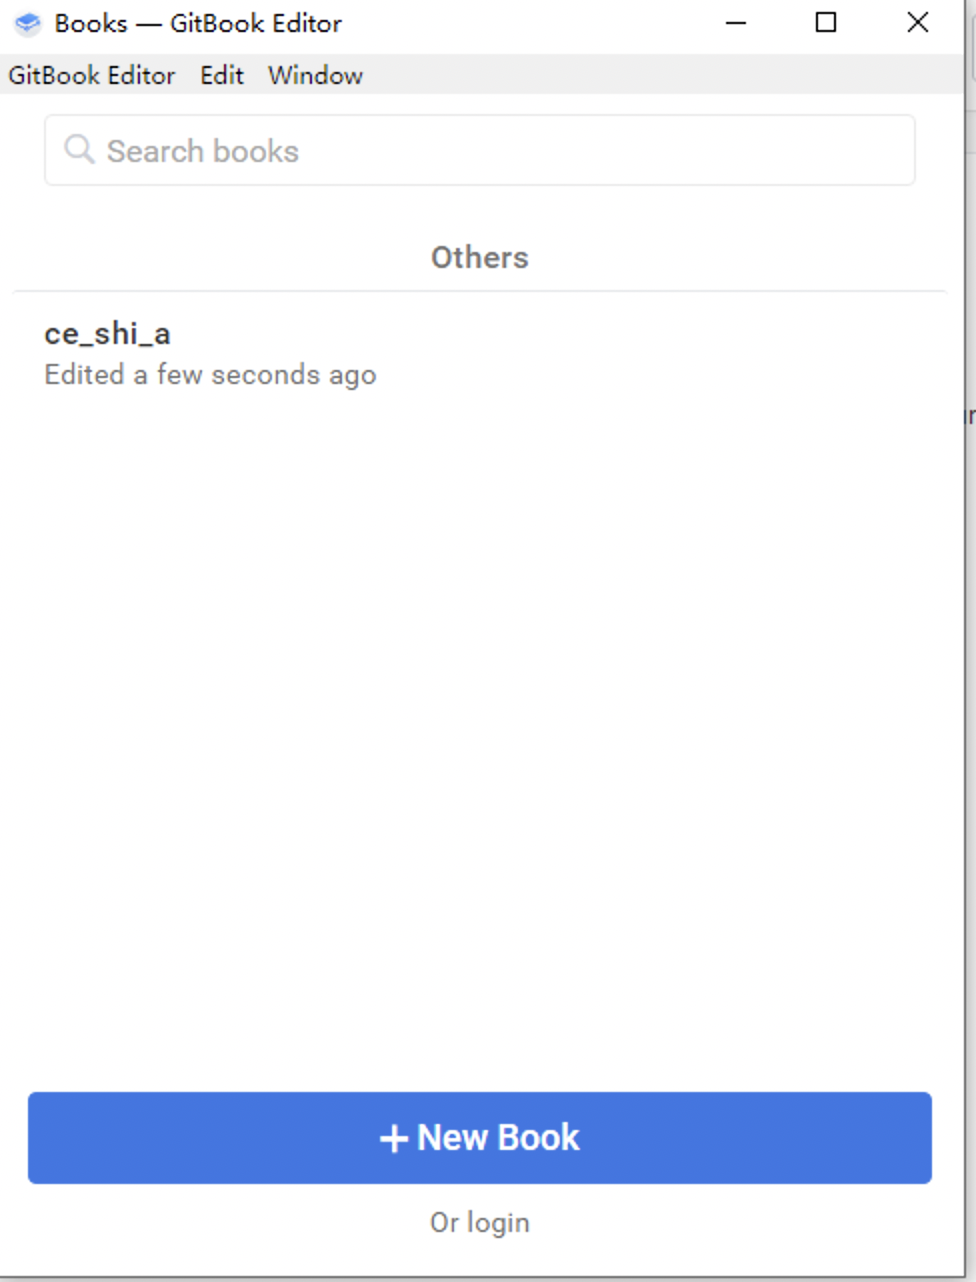 Books — GitBook Editor
GitBook Editor Edit Window
Search books
Others
ce_shi_a
Edited a few seconds ago
+ New Book
Or login